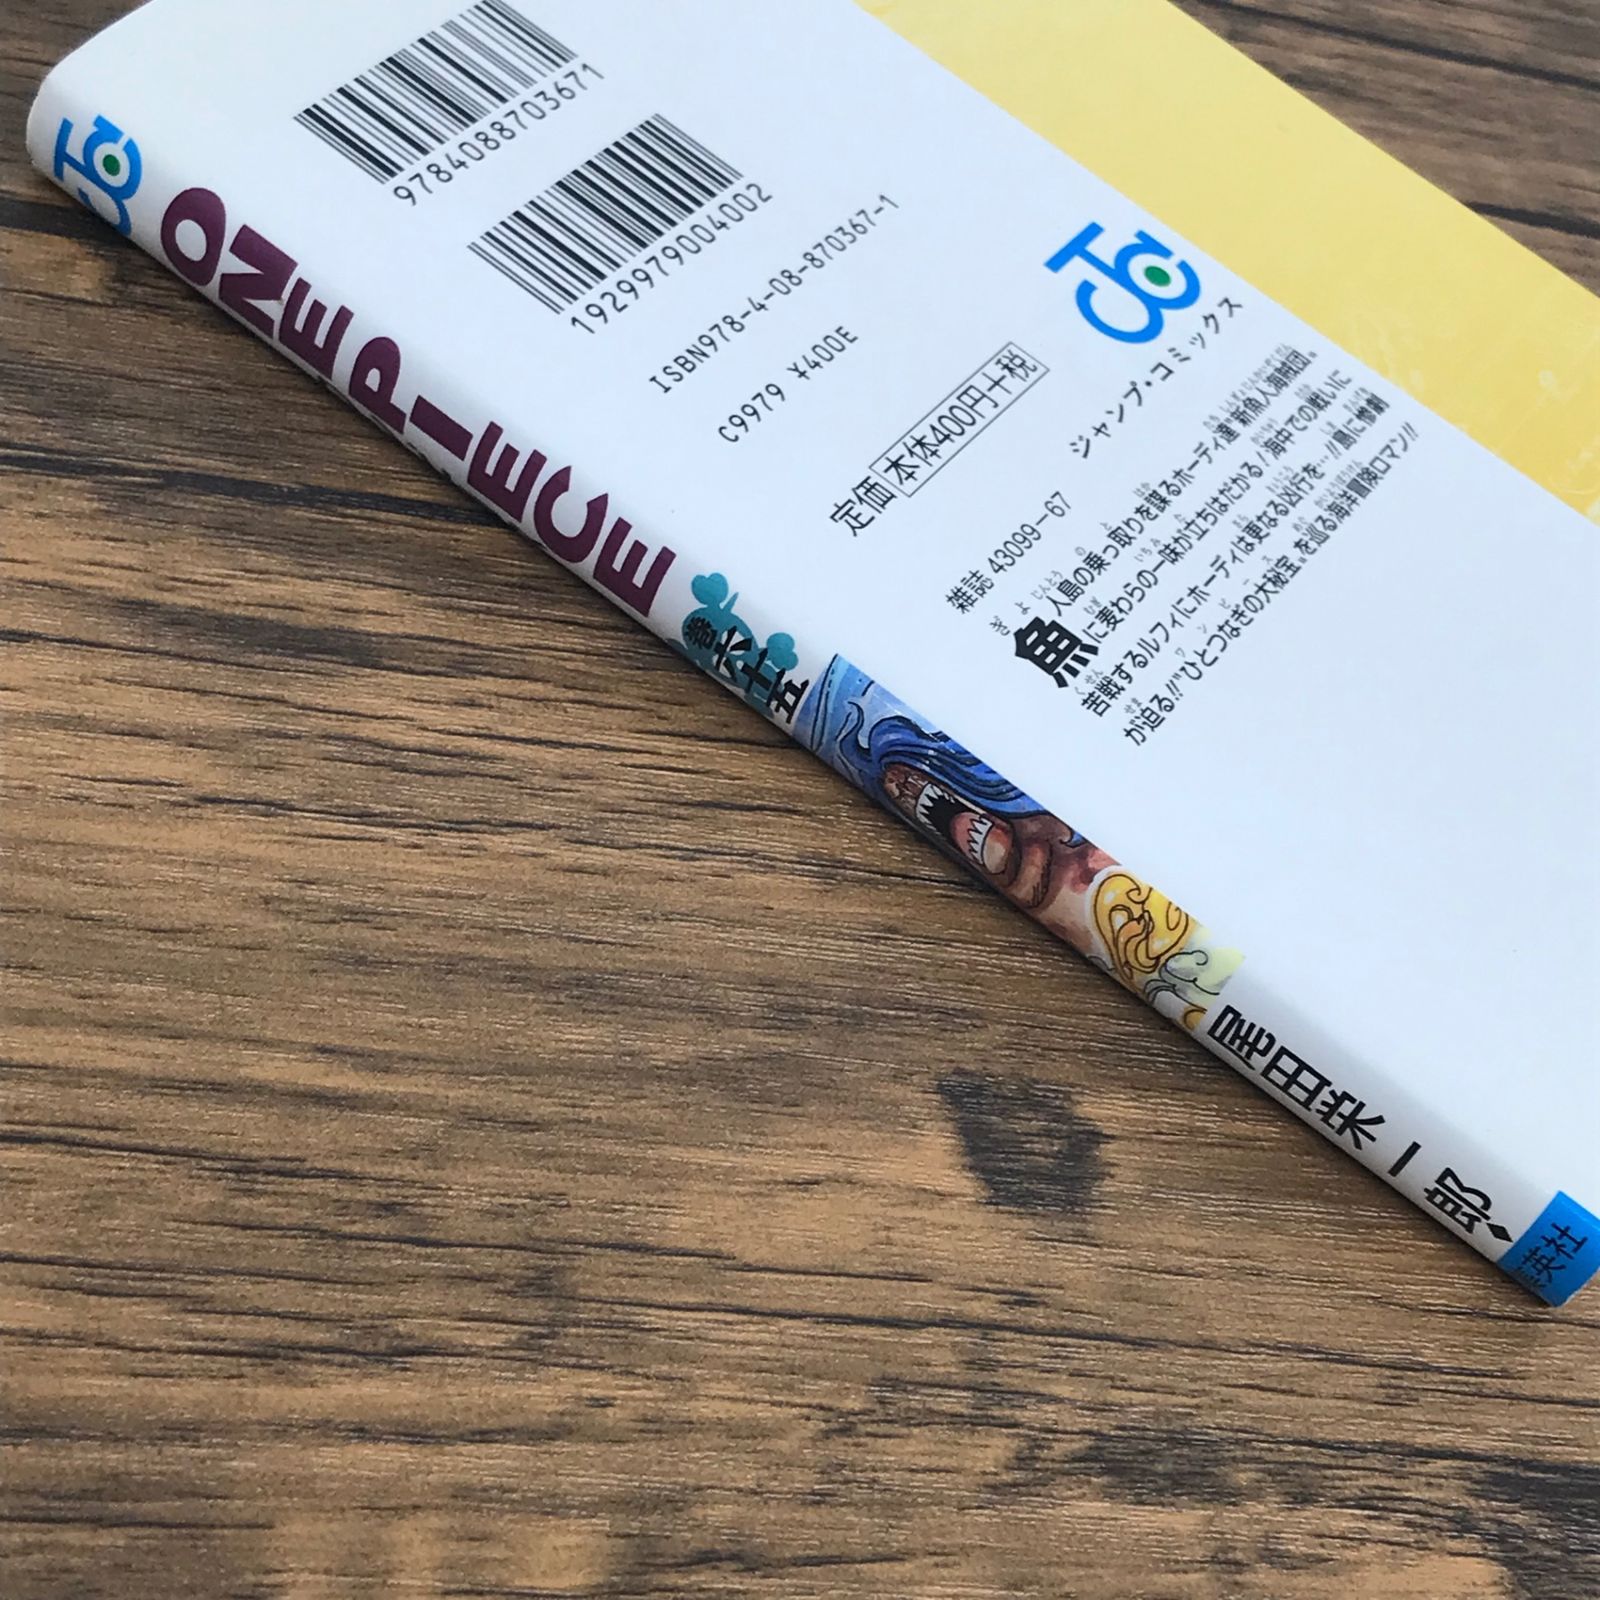 ONE PIECE
巻六十五
尾田栄一郎
英社
9784088703671
1929979004002
ISBN978-4-08-870367-1
C9979 ¥400E
定価 本体400円+税
ジャンプ・コミックス
雑誌 43099-67
魚人島の乗っ取りを謀るホーディ達“新魚人海賊団”
に麦わらの一味が立ちはだかる!海中での戦いに
苦戦するルフィにホーディは更なる凶行を…!!島に惨劇
が迫る!!“ひとつなぎの大秘宝”を巡る海洋冒険ロマン!!